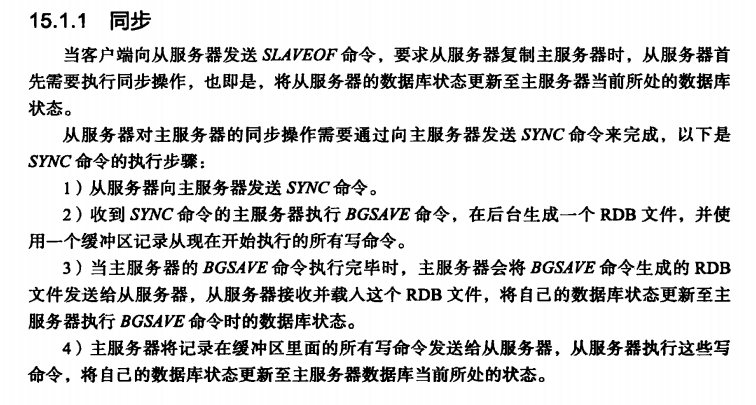 15.1.1 同步
当客户端向从服务器发送 SLAVEOF 命令，要求从服务器复制主服务器时，从服务器首
先需要执行同步操作，也即是，将从服务器的数据库状态更新至主服务器当前所处的数据库
状态。
从服务器对主服务器的同步操作需要通过向主服务器发送 SYNC 命令来完成，以下是
SYNC 命令的执行步骤：
1）从服务器向主服务器发送 SYNC 命令。
2）收到 SYNC 命令的主服务器执行 BGSAVE 命令，在后台生成一个 RDB 文件，并使
用一个缓冲区记录从现在开始执行的所有写命令。
3）当主服务器的 BGSAVE 命令执行完毕时，主服务器会将 BGSAVE 命令生成的 RDB
文件发送给从服务器，从服务器接收并载入这个 RDB 文件，将自己的数据库状态更新至主
服务器执行 BGSAVE 命令时的数据库状态。
4）主服务器将记录在缓冲区里面的所有写命令发送给从服务器，从服务器执行这些写
命令，将自己的数据库状态更新至主服务器数据库当前所处的状态。